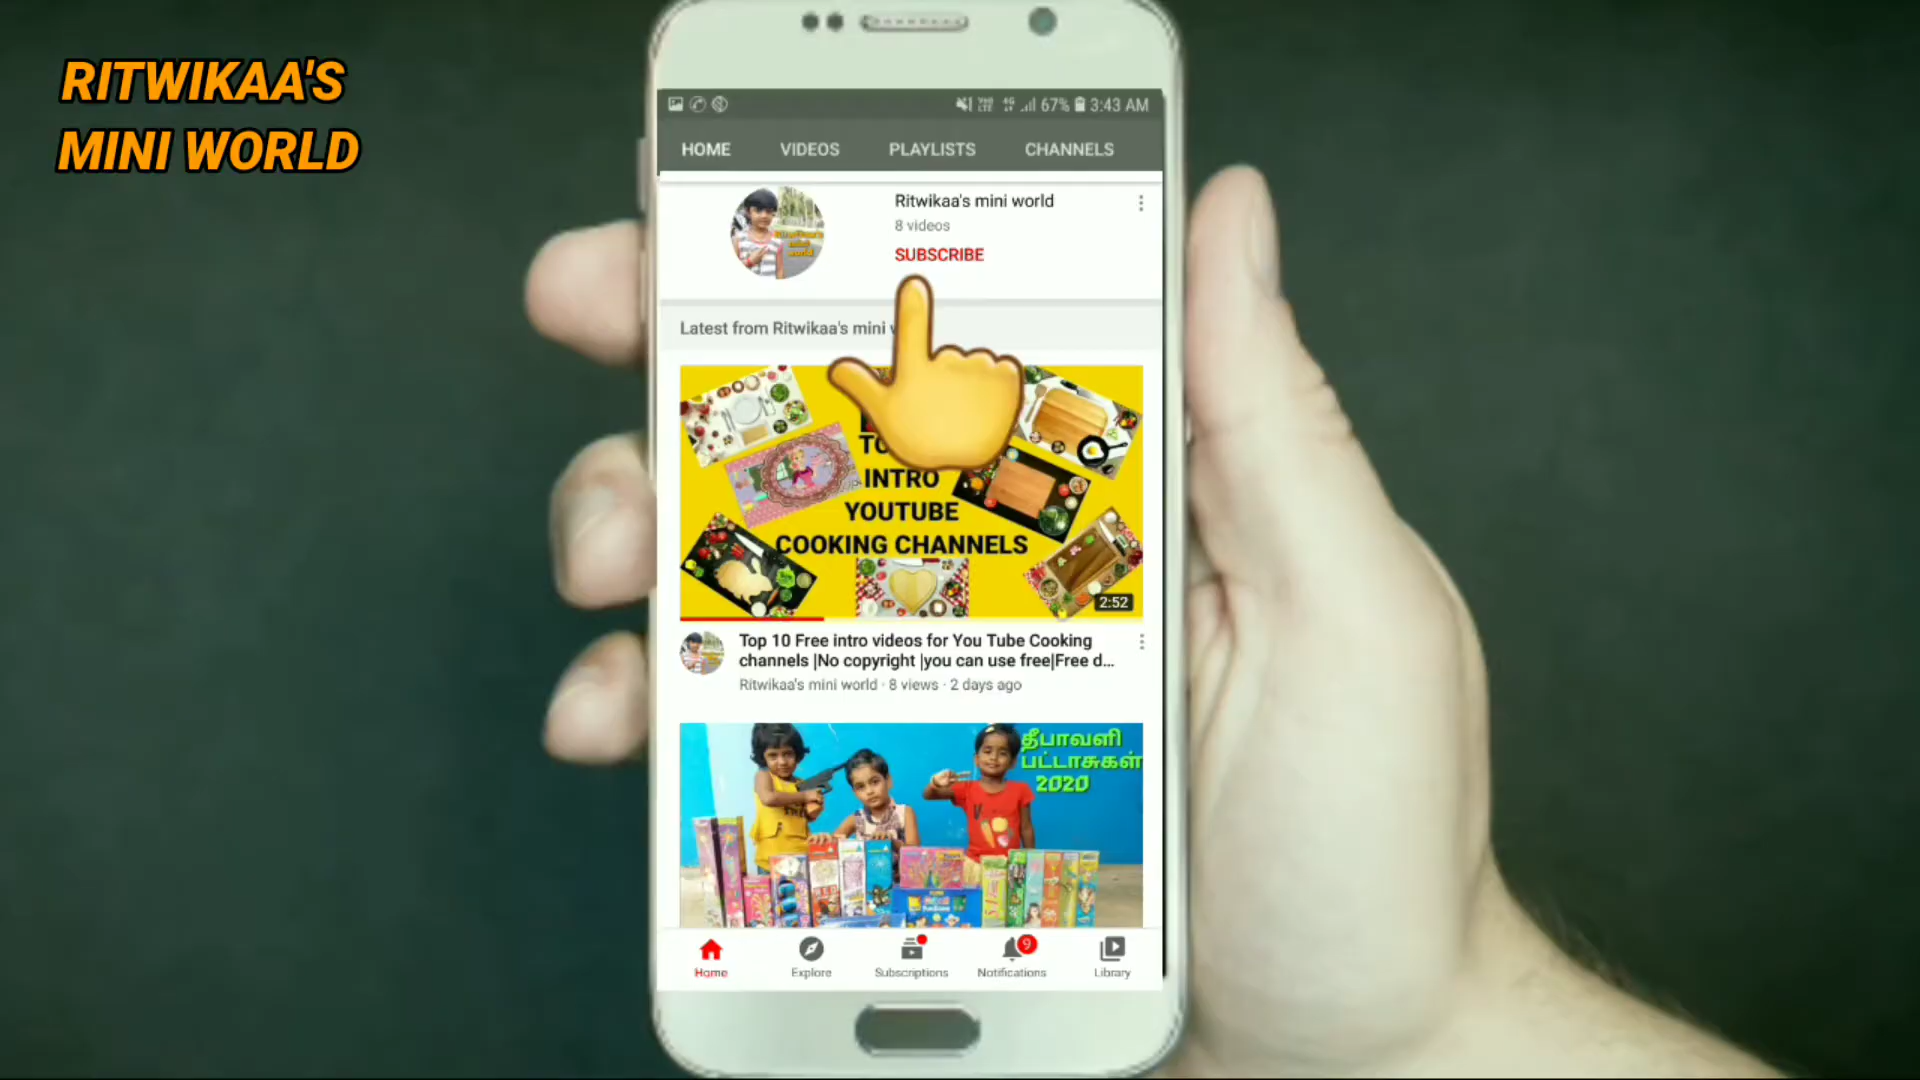 RITWIKAA'S
MINI WORLD
67% 3:43 AM
HOME VIDEOS PLAYLISTS CHANNELS
Ritwikaa's mini world
8 videos
SUBSCRIBE
Latest from Ritwikaa's mini
INTRO
YOUTUBE
COOKING CHANNELS
2:52
Top 10 Free intro videos for You Tube Cooking
channels |No copyright |you can use free|Free d...
Ritwikaa's mini world · 8 views · 2 days ago
தீபாவளி
பட்டாசுகள்
2020
9
Home Explore Subscriptions Notifications Library